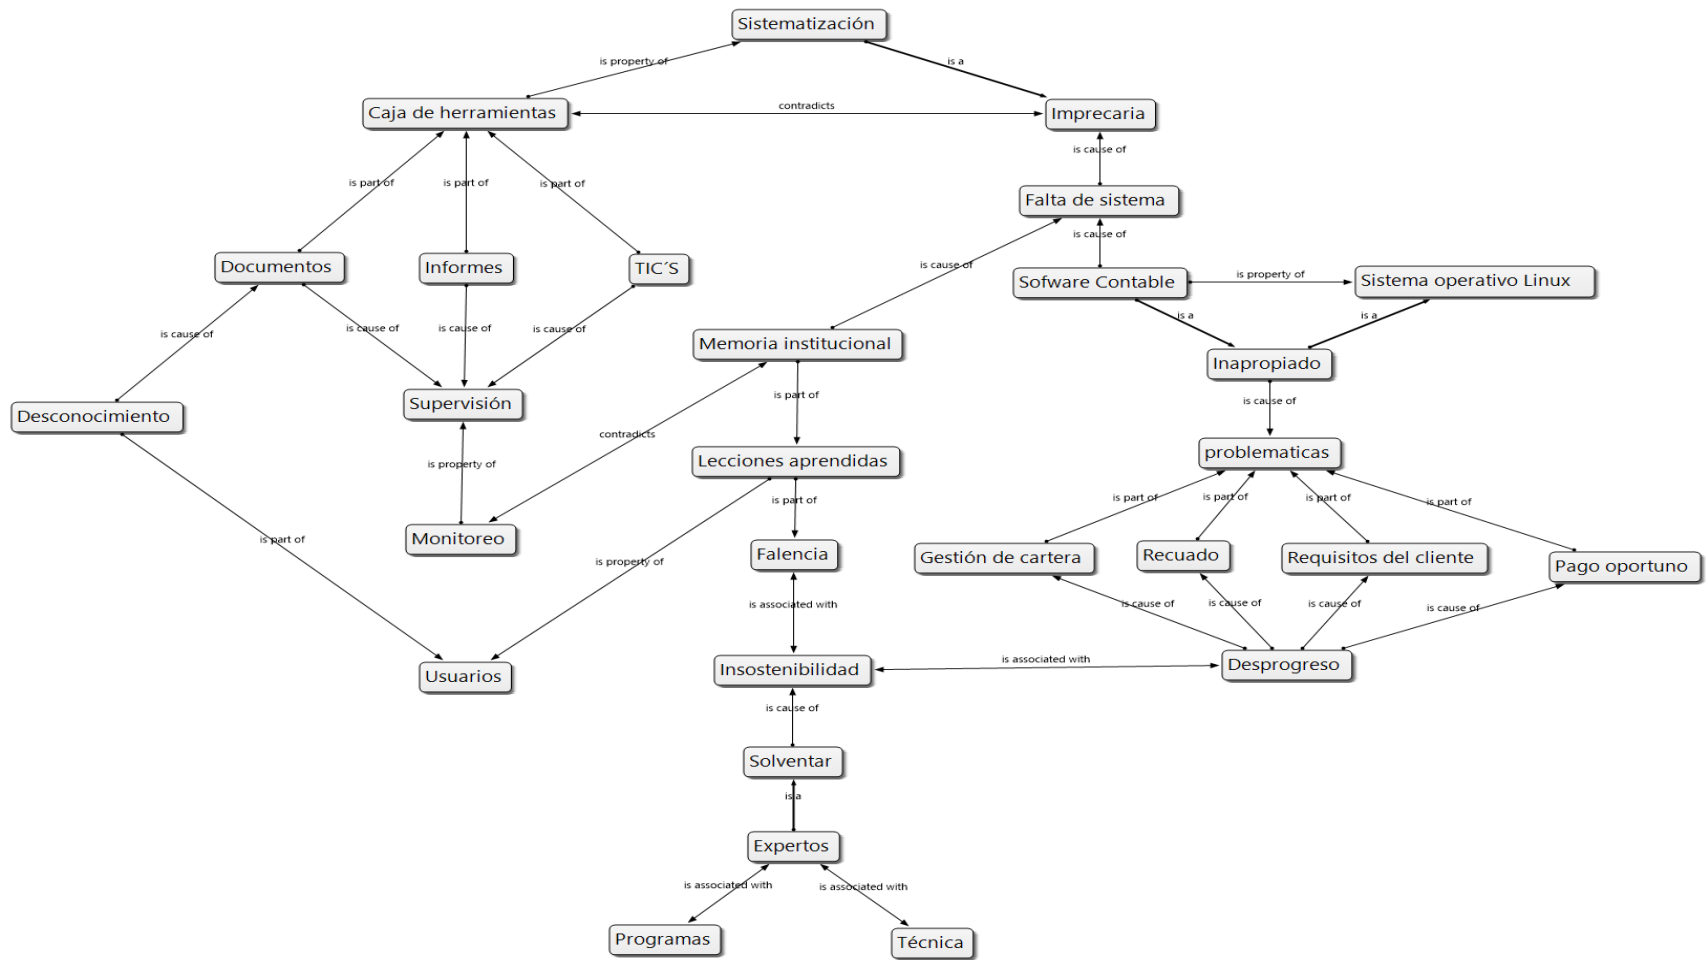 Sistematización
is property of
is a
Caja de herramientas
contradicts
Imprecaria
is cause of
is part of
is part of
is part of
Falta de sistema
is cause of
is cause of
Documentos
Informes
TIC´S
Sofware Contable
is property of
Sistema operativo Linux
is cause of
is cause of
is cause of
is cause of
is a
is a
Memoria institucional
Inapropiado
is part of
is cause of
Desconocimiento
Supervisión
contradicts
problematicas
is property of
Lecciones aprendidas
is part of
is part of
is part of
is part of
is part of
Monitoreo
is part of
Falencia
Gestión de cartera
Recuado
Requisitos del cliente
Pago oportuno
is property of
is associated with
is cause of
is cause of
is cause of
is cause of
Usuarios
Insostenibilidad
is associated with
Desprogreso
is cause of
Solventar
is a
Expertos
is associated with
is associated with
Programas
Técnica